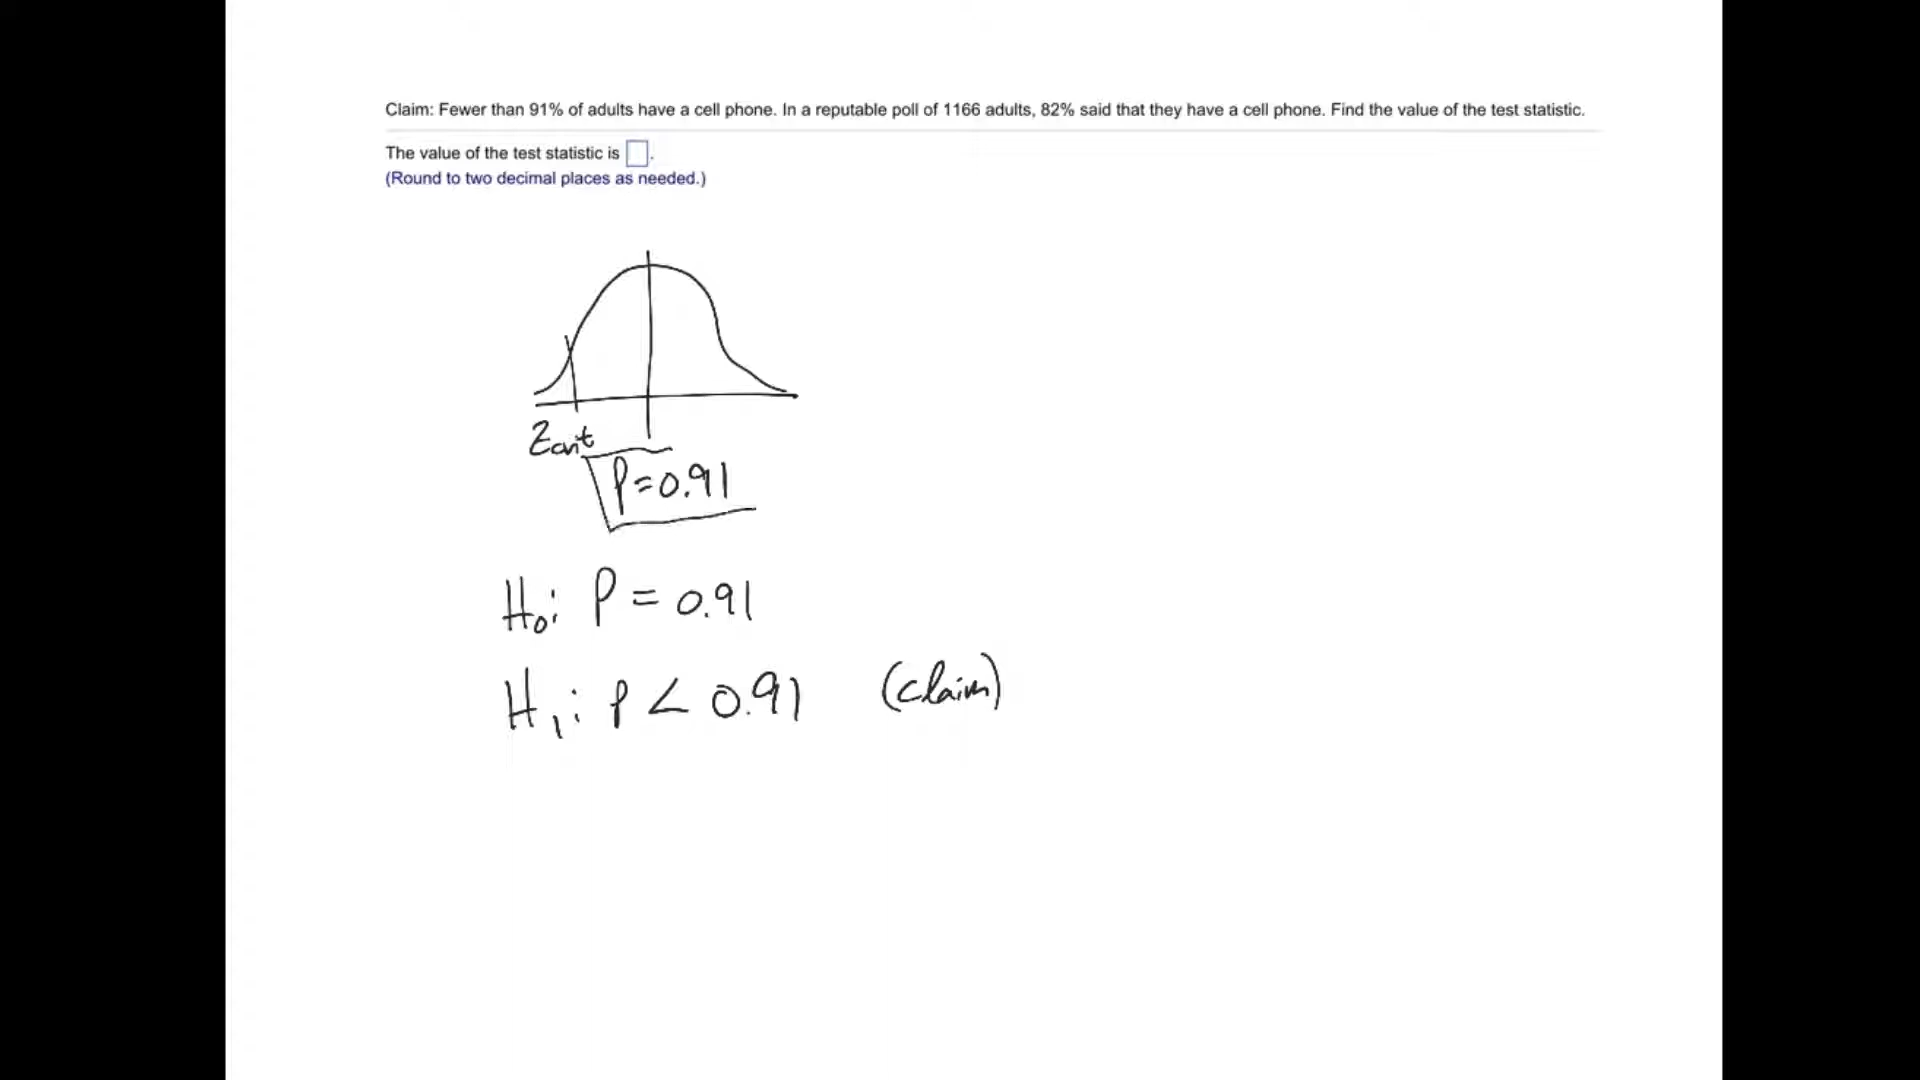 Claim: Fewer than 91% of adults have a cell phone. In a reputable poll of 1166 adults, 82% said that they have a cell phone. Find the value of the test statistic.
The value of the test statistic is .
(Round to two decimal places as needed.)
Zcrit
P=0.91
H0: P = 0.91
H1: P < 0.91 (claim)